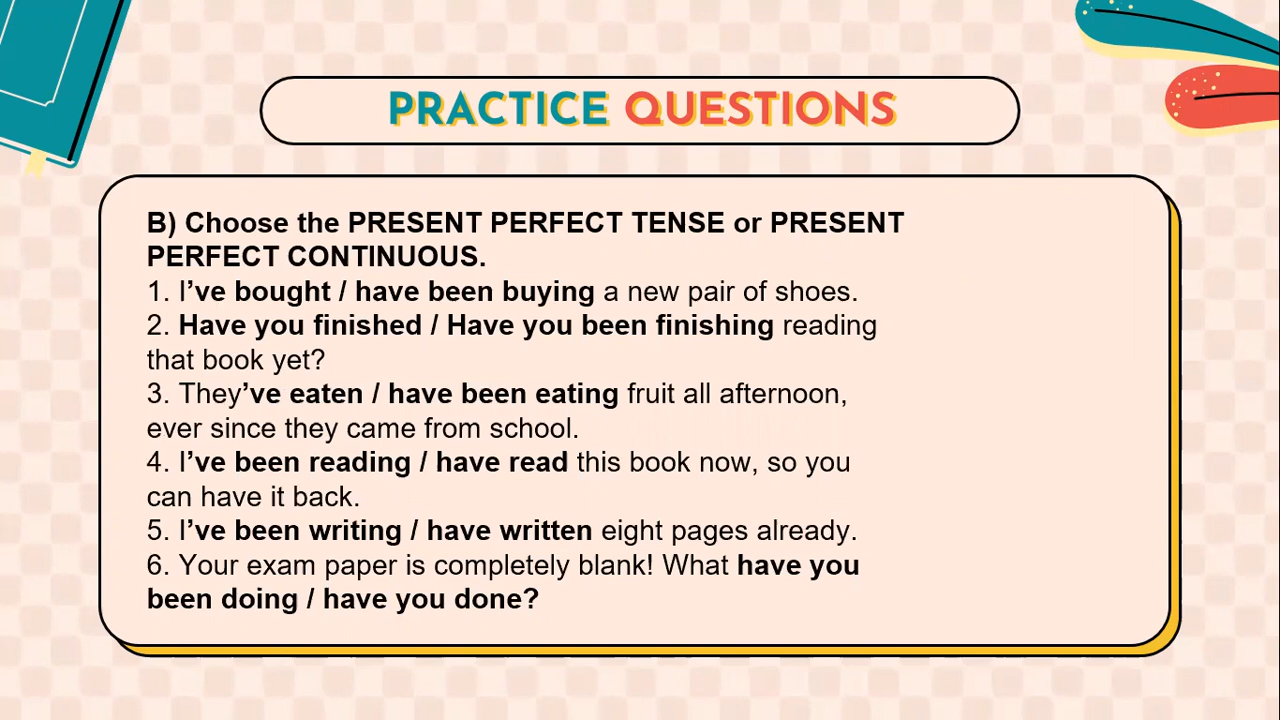 PRACTICE QUESTIONS
B) Choose the PRESENT PERFECT TENSE or PRESENT
PERFECT CONTINUOUS.
1. I’ve bought / have been buying a new pair of shoes.
2. Have you finished / Have you been finishing reading
that book yet?
3. They’ve eaten / have been eating fruit all afternoon,
ever since they came from school.
4. I’ve been reading / have read this book now, so you
can have it back.
5. I’ve been writing / have written eight pages already.
6. Your exam paper is completely blank! What have you
been doing / have you done?